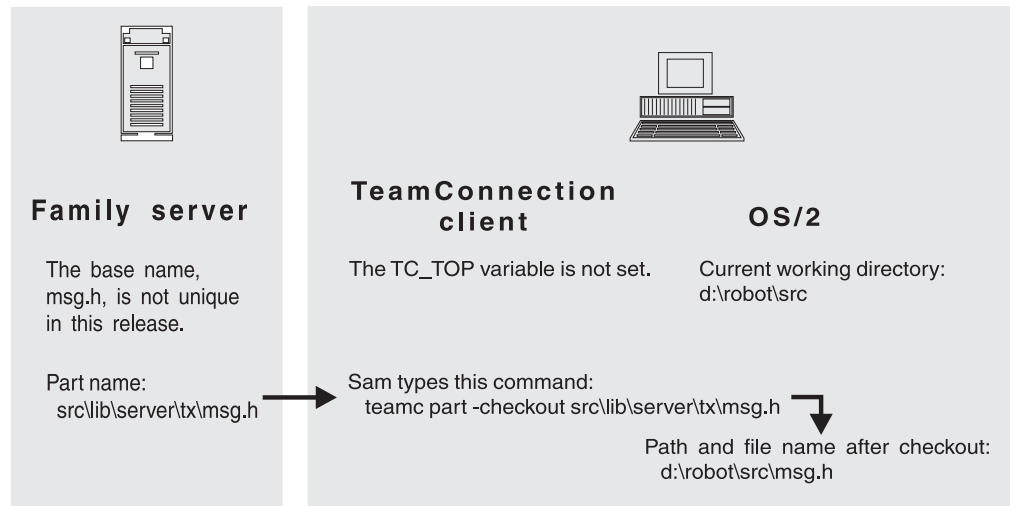 Family server
The base name,
msg.h, is not unique
in this release.
Part name:
src\lib\server\tx\msg.h
TeamConnection
client
The TC_TOP variable is not set.
OS/2
Current working directory:
d:\robot\src
Sam types this command:
teamc part -checkout src\lib\server\tx\msg.h
Path and file name after checkout:
d:\robot\src\msg.h